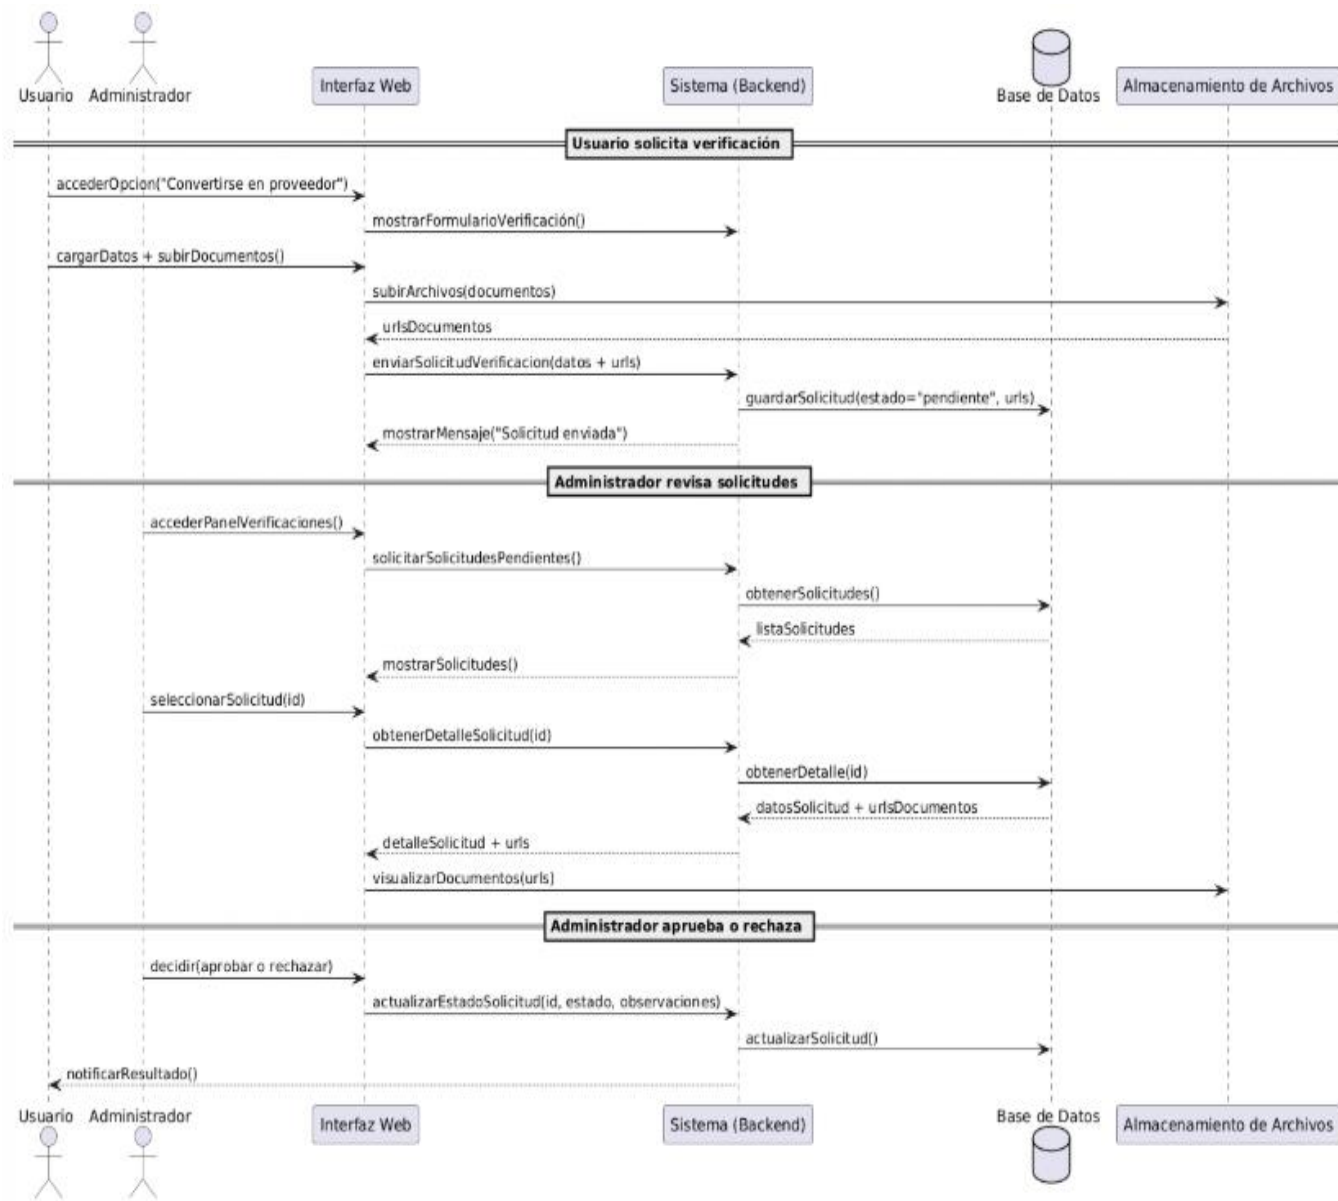 Usuario
Administrador
Interfaz Web
Sistema (Backend)
Base de Datos
Almacenamiento de Archivos
Usuario solicita verificación
accederOpcion("Convertirse en proveedor")
mostrarFormularioVerificación()
cargarDatos + subirDocumentos()
subirArchivos(documentos)
urlsDocumentos
enviarSolicitudVerificacion(datos + urls)
guardarSolicitud(estado="pendiente", urls)
mostrarMensaje("Solicitud enviada")
Administrador revisa solicitudes
accederPanelVerificaciones()
solicitarSolicitudesPendientes()
obtenerSolicitudes()
listaSolicitudes
mostrarSolicitudes()
seleccionarSolicitud(id)
obtenerDetalleSolicitud(id)
obtenerDetalle(id)
datosSolicitud + urlsDocumentos
detalleSolicitud + urls
visualizarDocumentos(urls)
Administrador aprueba o rechaza
decidir(aprobar o rechazar)
actualizarEstadoSolicitud(id, estado, observaciones)
actualizarSolicitud()
notificarResultado()
Usuario
Administrador
Interfaz Web
Sistema (Backend)
Base de Datos
Almacenamiento de Archivos